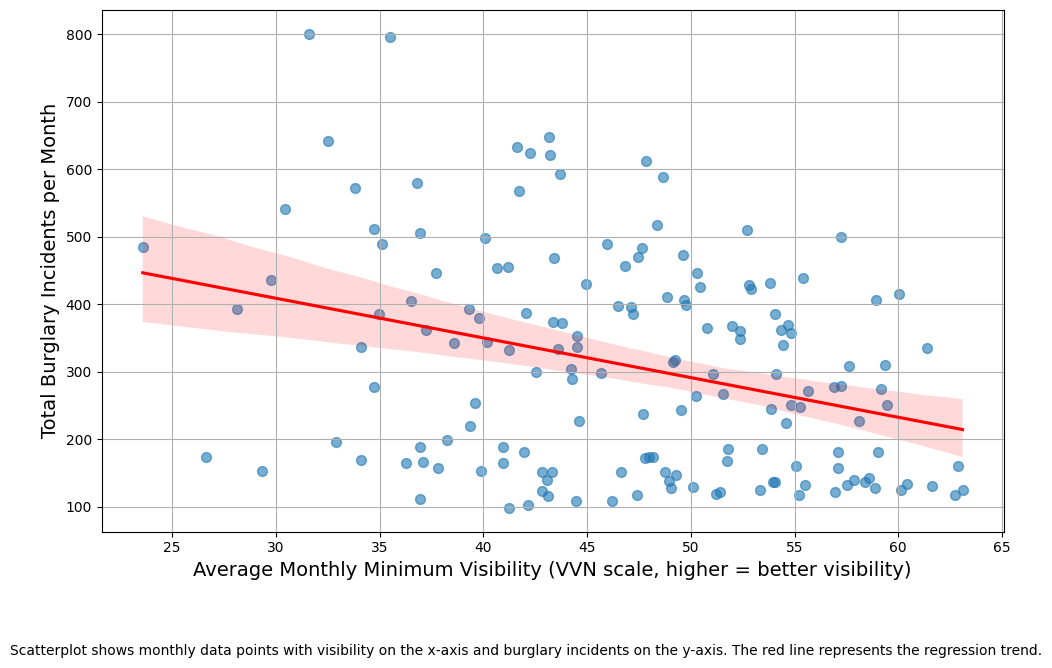 800
700
600
500
400
300
200
100
Total Burglary Incidents per Month
25 30 35 40 45 50 55 60 65
Average Monthly Minimum Visibility (VVN scale, higher = better visibility)
Scatterplot shows monthly data points with visibility on the x-axis and burglary incidents on the y-axis. The red line represents the regression trend.